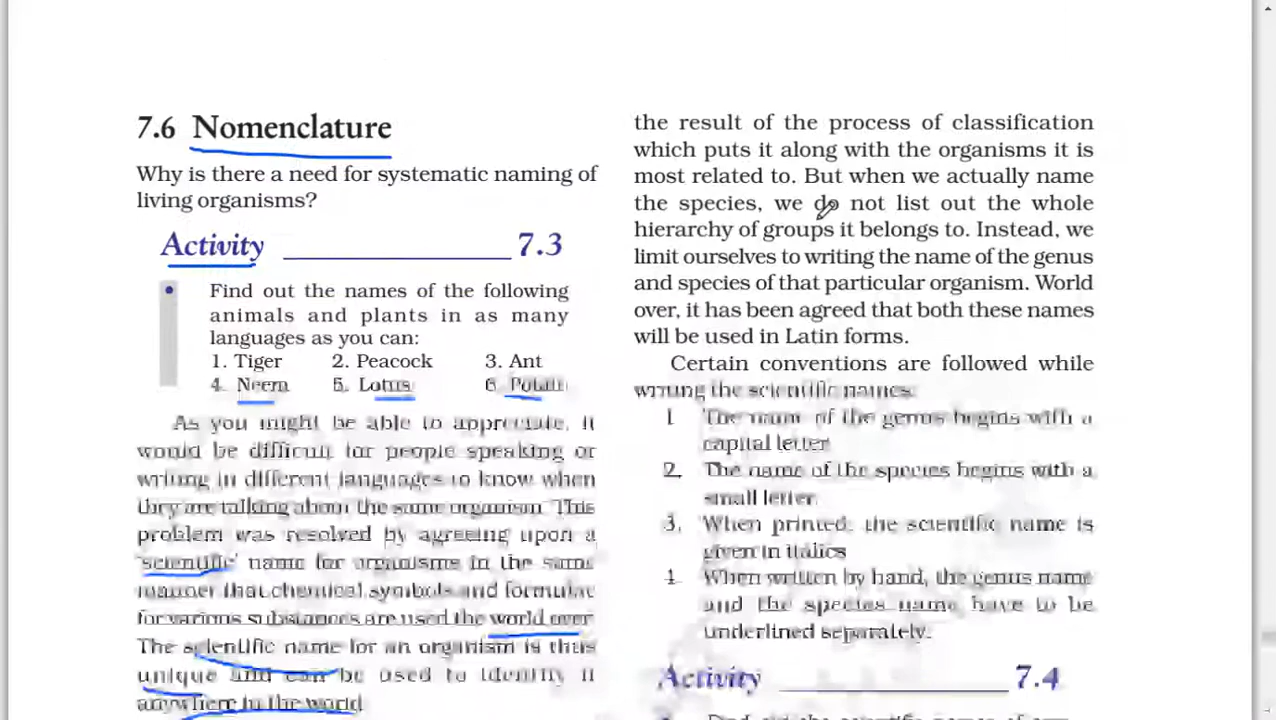 7.6 Nomenclature
Why is there a need for systematic naming of
living organisms?
Activity 7.3
Find out the names of the following
animals and plants in as many
languages as you can:
1. Tiger 2. Peacock 3. Ant
4. Neem 5. Lotus 6. Potato
As you might be able to appreciate, it
would be difficult for people speaking or
writing in different languages to know when
they are talking about the same organism. This
problem was resolved by agreeing upon a
'scientific' name for organisms in the same
manner that chemical symbols and formulae
for various substances are used the world over.
The scientific name for an organism is thus
unique and can be used to identify it
anywhere in the world.
the result of the process of classification
which puts it along with the organisms it is
most related to. But when we actually name
the species, we do not list out the whole
hierarchy of groups it belongs to. Instead, we
limit ourselves to writing the name of the genus
and species of that particular organism. World
over, it has been agreed that both these names
will be used in Latin forms.
Certain conventions are followed while
writing the scientific names:
1. The name of the genus begins with a
capital letter.
2. The name of the species begins with a
small letter.
3. When printed, the scientific name is
given in italics.
4. When written by hand, the genus name
and the species name have to be
underlined separately.
Activity 7.4